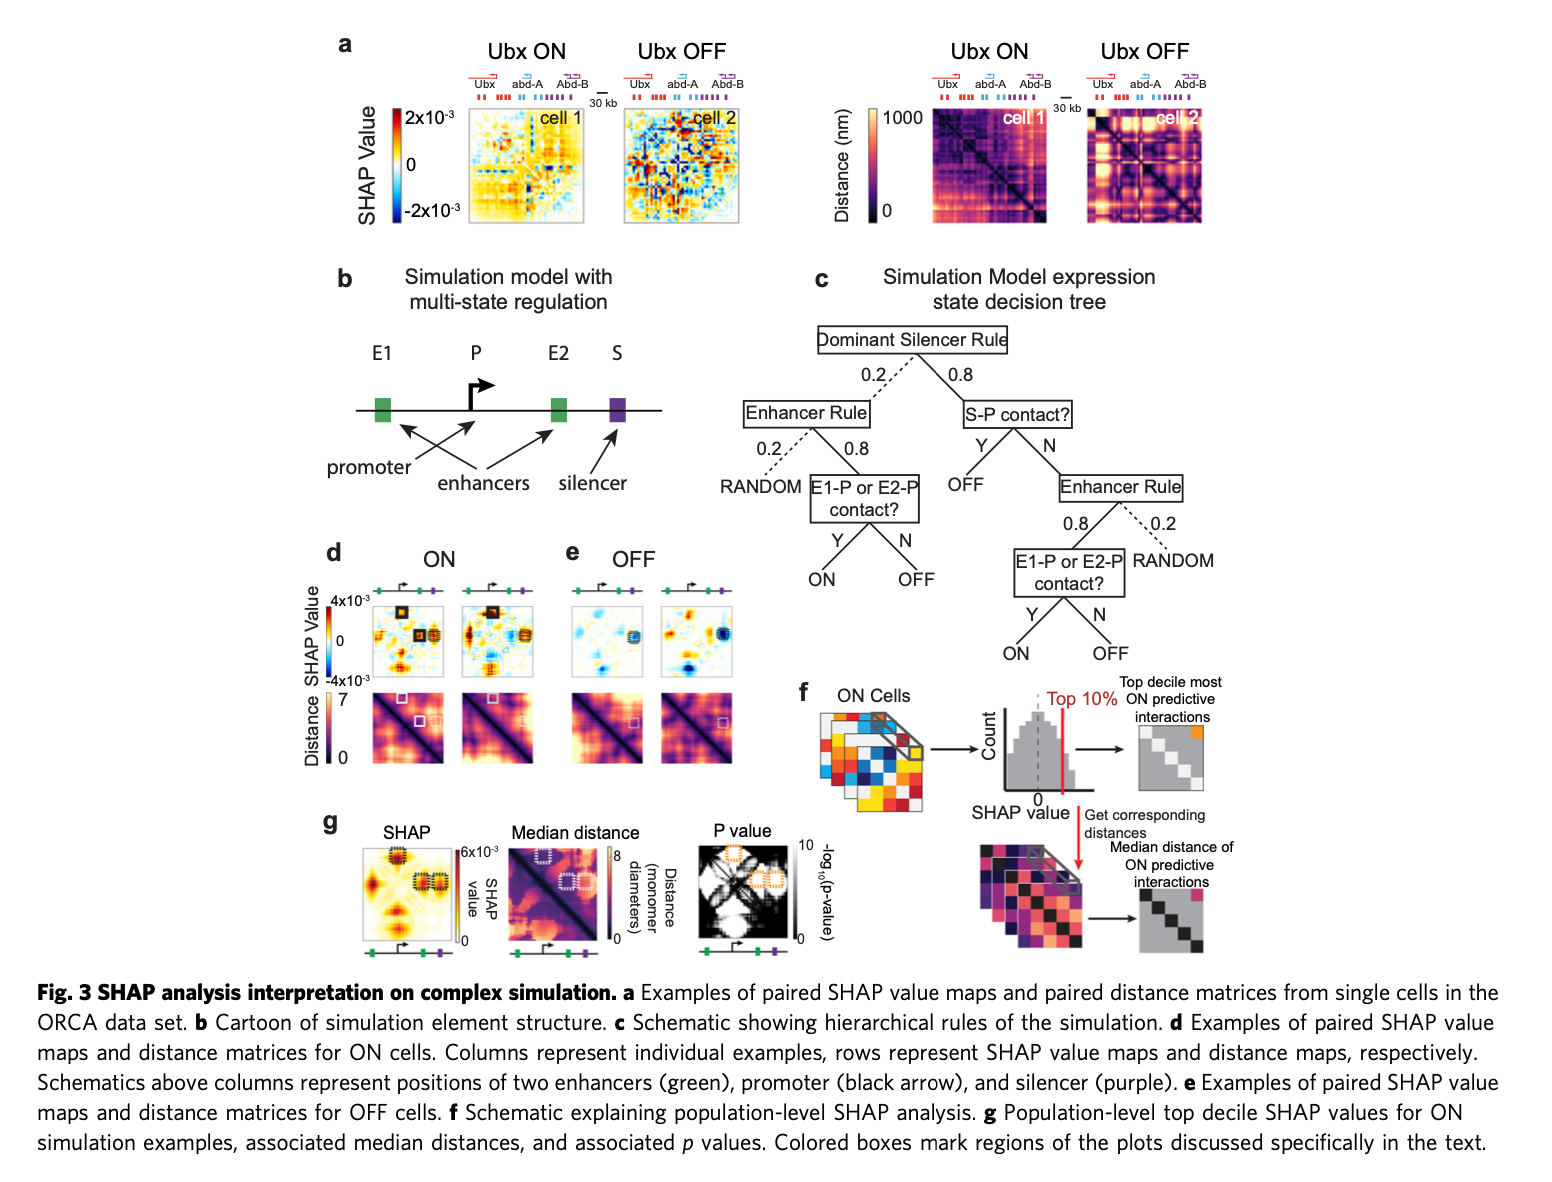 a
Ubx ON
Ubx OFF
Ubx
abd-A
Abd-B
30 kb
Ubx
abd-A
Abd-B
cell 1
cell 2
SHAP Value
2x10-3
0
-2x10-3
Ubx ON
Ubx OFF
Ubx
abd-A
Abd-B
30 kb
Ubx
abd-A
Abd-B
cell 1
cell 2
Distance (nm)
1000
0
b
Simulation model with
multi-state regulation
E1
P
E2
S
promoter
enhancers
silencer
c
Simulation Model expression
state decision tree
Dominant Silencer Rule
0.2
0.8
Enhancer Rule
S-P contact?
0.2
0.8
Y
N
RANDOM
E1-P or E2-P
contact?
OFF
Enhancer Rule
Y
N
0.8
0.2
ON
OFF
E1-P or E2-P
contact?
RANDOM
Y
N
ON
OFF
d
ON
e
OFF
SHAP Value
4x10-3
0
-4x10-3
Distance
7
0
f
ON Cells
Count
Top 10%
0
SHAP value
Top decile most
ON predictive
interactions
Get corresponding
distances
Median distance of
ON predictive
interactions
g
SHAP
6x10-3
0
SHAP
value
Median distance
8
0
Distance
(monomer
diameters)
P value
10
0
-log10(p-value)
Fig. 3 SHAP analysis interpretation on complex simulation. a Examples of paired SHAP value maps and paired distance matrices from single cells in the
ORCA data set. b Cartoon of simulation element structure. c Schematic showing hierarchical rules of the simulation. d Examples of paired SHAP value
maps and distance matrices for ON cells. Columns represent individual examples, rows represent SHAP value maps and distance maps, respectively.
Schematics above columns represent positions of two enhancers (green), promoter (black arrow), and silencer (purple). e Examples of paired SHAP value
maps and distance matrices for OFF cells. f Schematic explaining population-level SHAP analysis. g Population-level top decile SHAP values for ON
simulation examples, associated median distances, and associated p values. Colored boxes mark regions of the plots discussed specifically in the text.